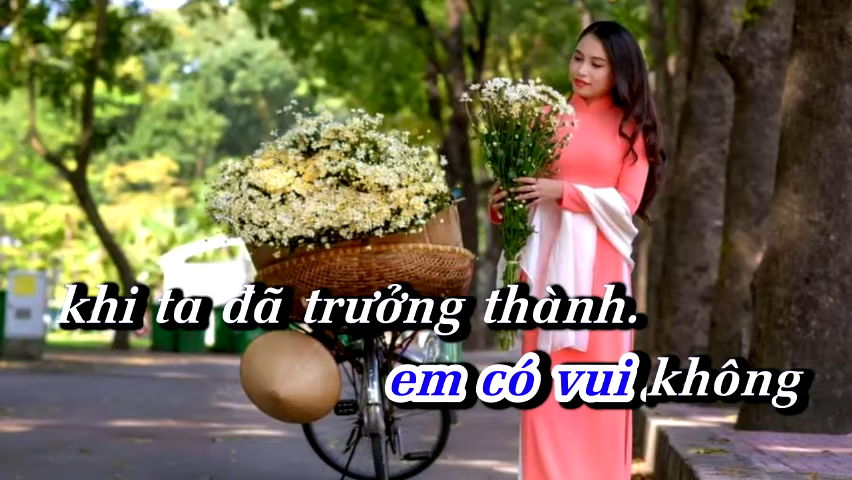 khi ta đã trưởng thành.
em có vui không